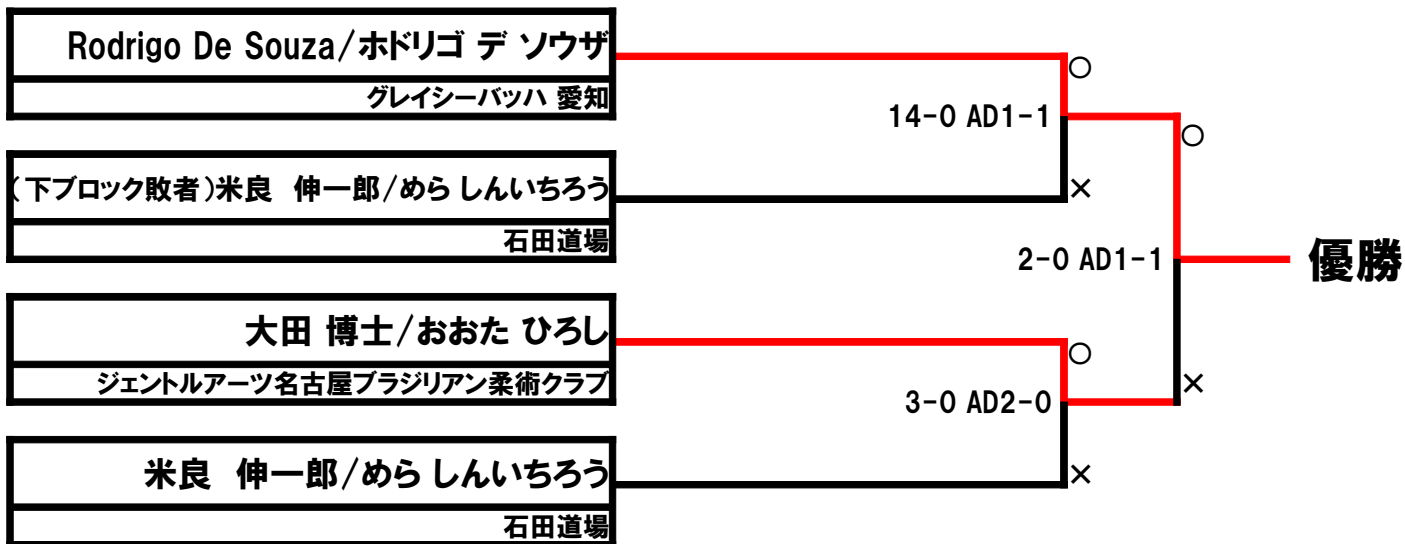 Rodrigo De Souza/ホドリゴ デ ソウザ
グレイシーバッハ 愛知
○
14-0 AD1-1
○
(下ブロック敗者)米良　伸一郎/めら しんいちろう
×
石田道場
2-0 AD1-1
優勝
大田 博士/おおた ひろし
○
ジェントルアーツ名古屋ブラジリアン柔術クラブ
×
3-0 AD2-0
米良　伸一郎/めら しんいちろう
×
石田道場